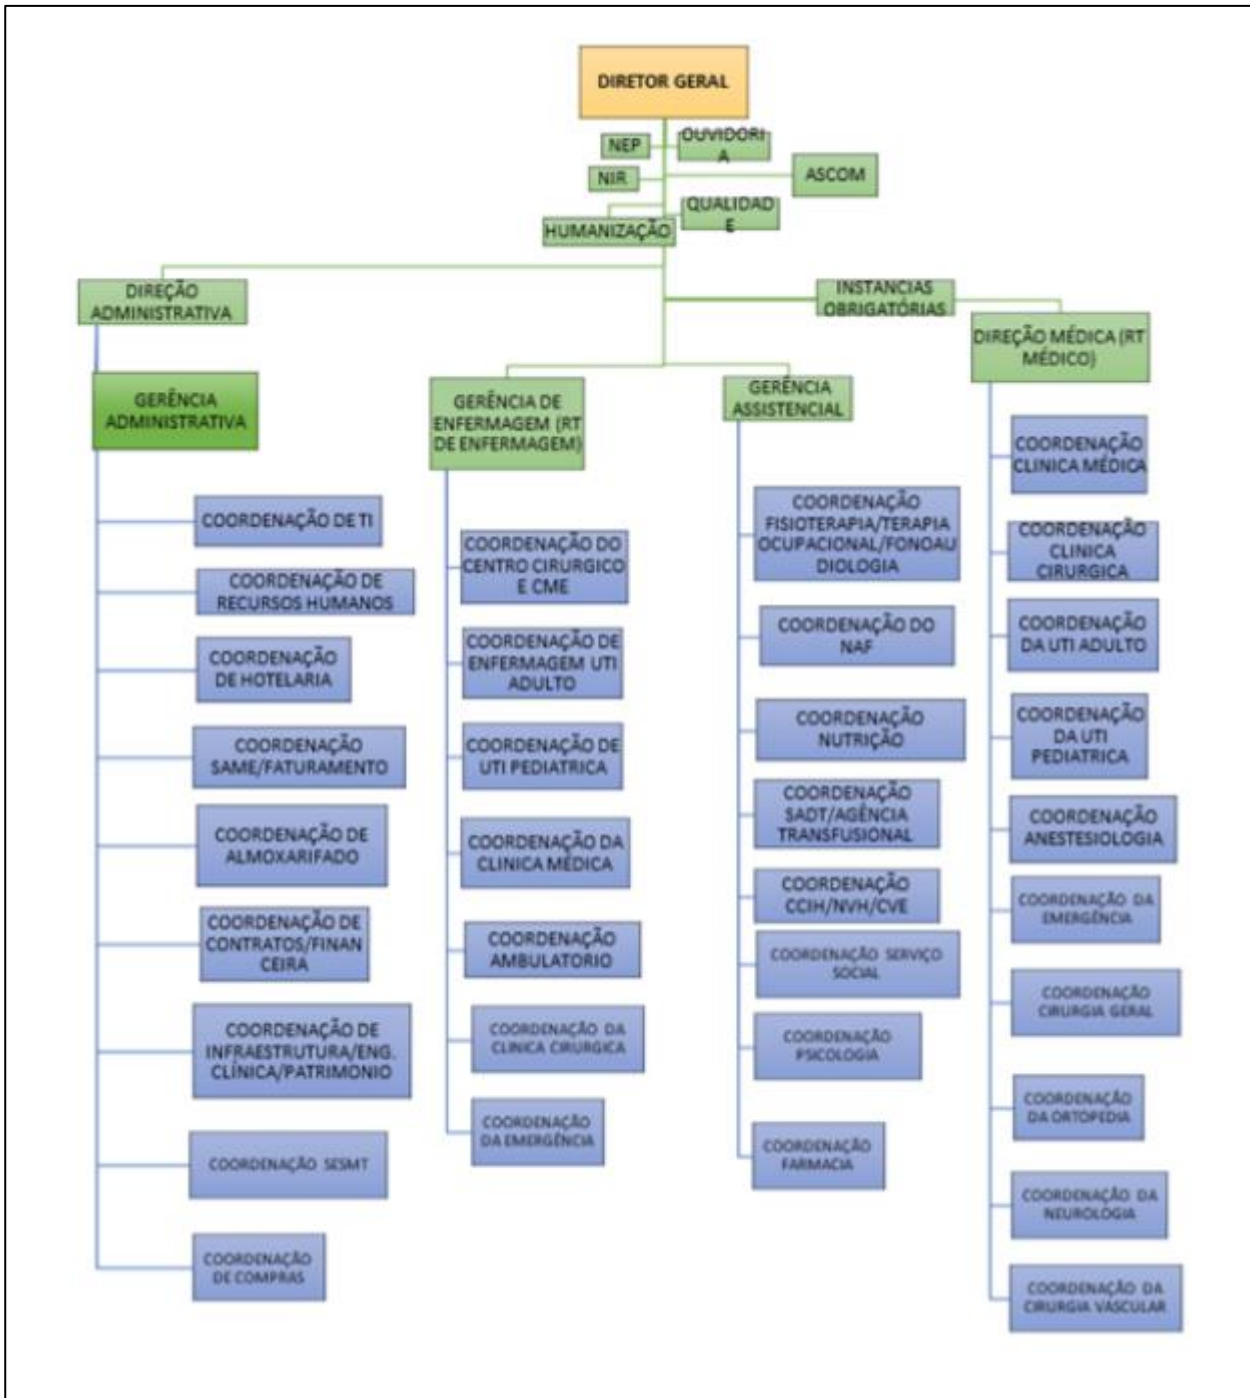 DIRETOR GERAL
NEP
OUVIDORI
A
NIR
ASCOM
QUALIDAD
E
HUMANIZAÇÃO
DIREÇÃO
ADMINISTRATIVA
INSTANCIAS
OBRIGATÓRIAS
DIREÇÃO MÉDICA (RT
MÉDICO)
GERÊNCIA
ADMINISTRATIVA
GERÊNCIA DE
ENFERMAGEM (RT
DE ENFERMAGEM)
GERÊNCIA
ASSISTENCIAL
COORDENAÇÃO DE TI
COORDENAÇÃO DE
RECURSOS HUMANOS
COORDENAÇÃO
DE HOTELARIA
COORDENAÇÃO
SAME/FATURAMENTO
COORDENAÇÃO DE
ALMOXARIFADO
COORDENAÇÃO DE
CONTRATOS/FINAN
CEIRA
COORDENAÇÃO DE
INFRAESTRUTURA/ENG.
CLÍNICA/PATRIMONIO
COORDENAÇÃO SESMT
COORDENAÇÃO
DE COMPRAS
COORDENAÇÃO DO
CENTRO CIRURGICO
E CME
COORDENAÇÃO DE
ENFERMAGEM UTI
ADULTO
COORDENAÇÃO DE
UTI PEDIATRICA
COORDENAÇÃO DA
CLINICA MÉDICA
COORDENAÇÃO
AMBULATORIO
COORDENAÇÃO DA
CLINICA CIRURGICA
COORDENAÇÃO
DA EMERGÊNCIA
COORDENAÇÃO
FISIOTERAPIA/TERAPIA
OCUPACIONAL/FONOAU
DIOLOGIA
COORDENAÇÃO DO
NAF
COORDENAÇÃO
NUTRIÇÃO
COORDENAÇÃO
SADT/AGÊNCIA
TRANSFUSIONAL
COORDENAÇÃO
CCIH/NVH/CVE
COORDENAÇÃO SERVIÇO
SOCIAL
COORDENAÇÃO
PSICOLOGIA
COORDENAÇÃO
FARMACIA
COORDENAÇÃO
CLINICA MÉDICA
COORDENAÇÃO
CLINICA
CIRURGICA
COORDENAÇÃO
DA UTI ADULTO
COORDENAÇÃO
DA UTI
PEDIATRICA
COORDENAÇÃO
ANESTESIOLOGIA
COORDENAÇÃO DA
EMERGÊNCIA
COORDENAÇÃO
CIRURGIA GERAL
COORDENAÇÃO
DA ORTOPEDIA
COORDENAÇÃO DA
NEUROLOGIA
COORDENAÇÃO DA
CIRURGIA VASCULAR